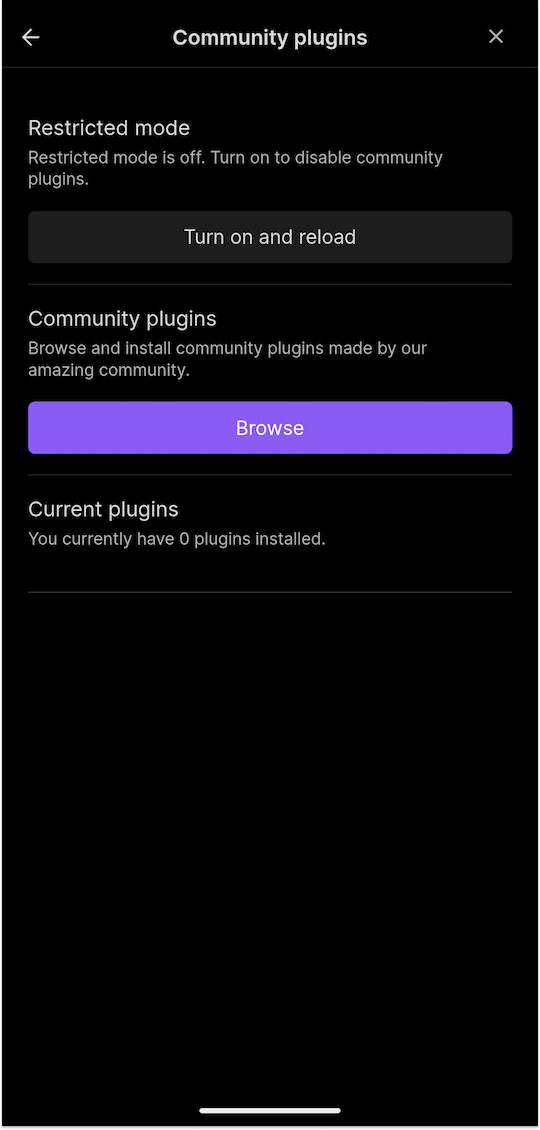 Community plugins
Restricted mode
Restricted mode is off. Turn on to disable community
plugins.
Turn on and reload
Community plugins
Browse and install community plugins made by our
amazing community.
Browse
Current plugins
You currently have 0 plugins installed.